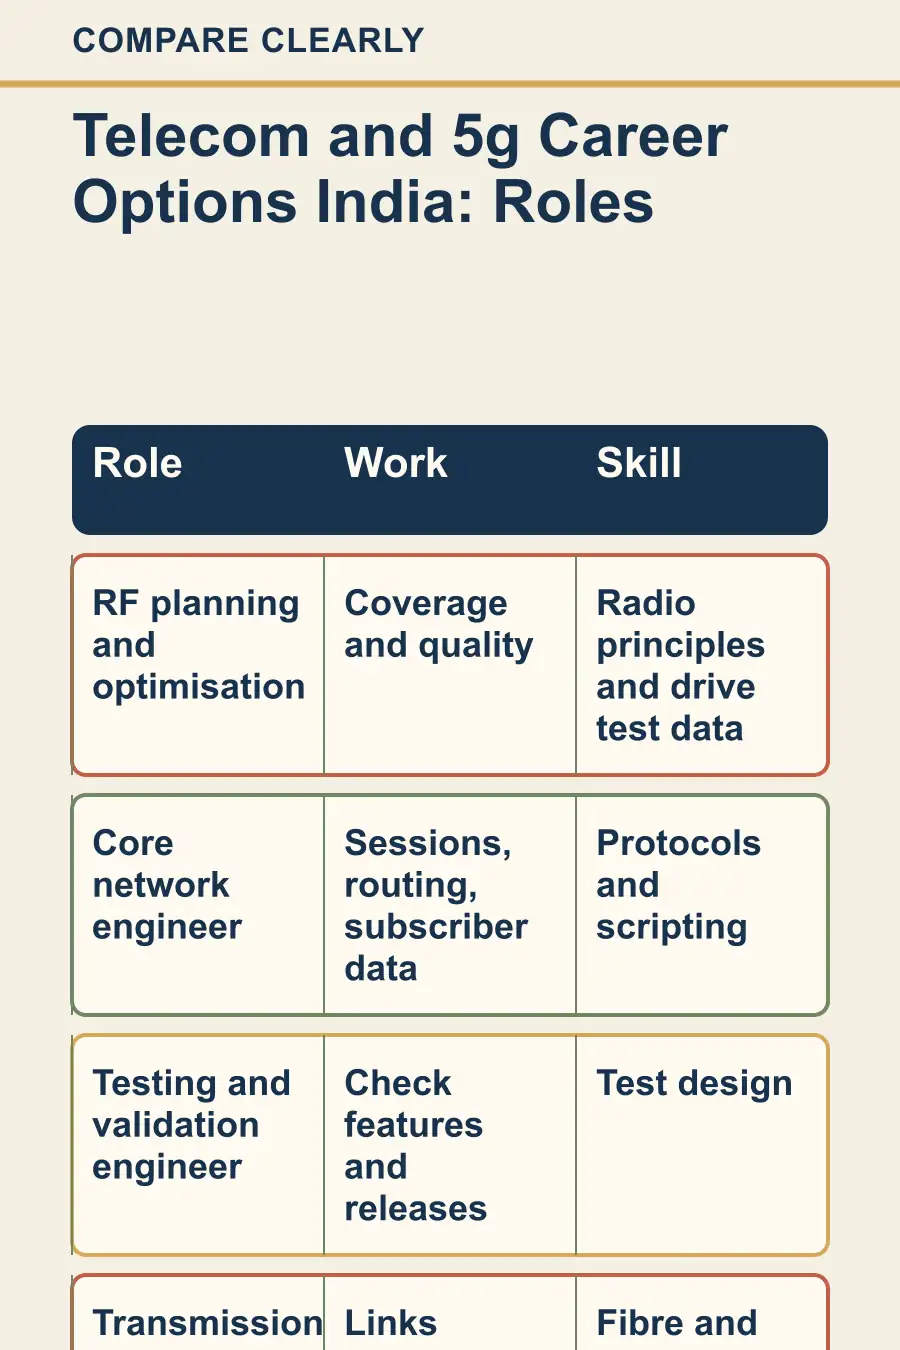 COMPARE CLEARLY
Telecom and 5g Career
Options India: Roles
Role Work Skill
RF planning
and
optimisation
Coverage
and quality
Radio
principles
and drive
test data
Core
network
engineer
Sessions,
routing,
subscriber
data
Protocols
and
scripting
Testing and
validation
engineer
Check
features
and
releases
Test design
Transmission
Links
Fibre and